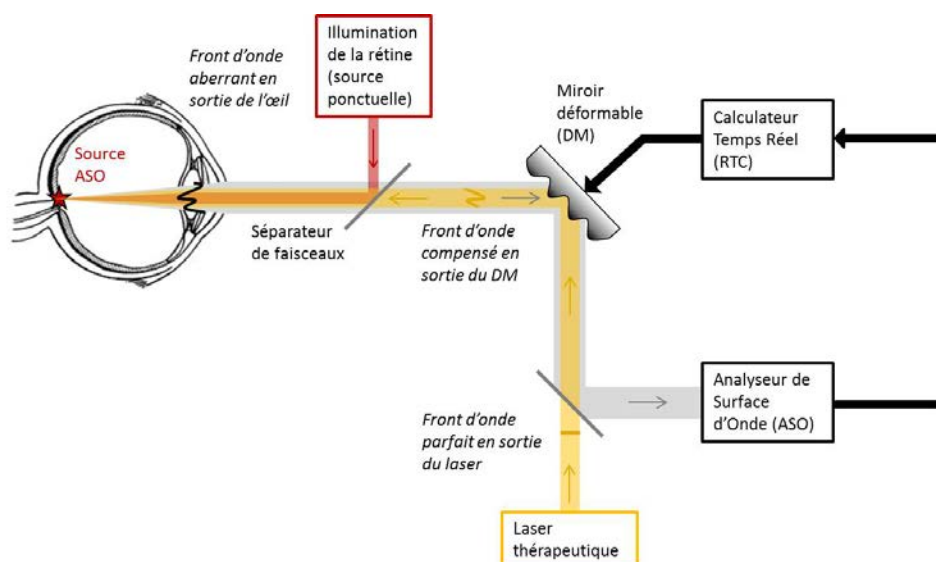 Illumination
de la rétine
(source
ponctuelle)
Front d'onde
aberrant en
sortie de l'œil
Miroir
déformable
(DM)
Calculateur
Temps Réel
(RTC)
Source
ASO
Séparateur
de faisceaux
Front d'onde
compensé en
sortie du DM
Analyseur de
Surface
d'Onde (ASO)
Front d'onde
parfait en sortie
du laser
Laser
thérapeutique